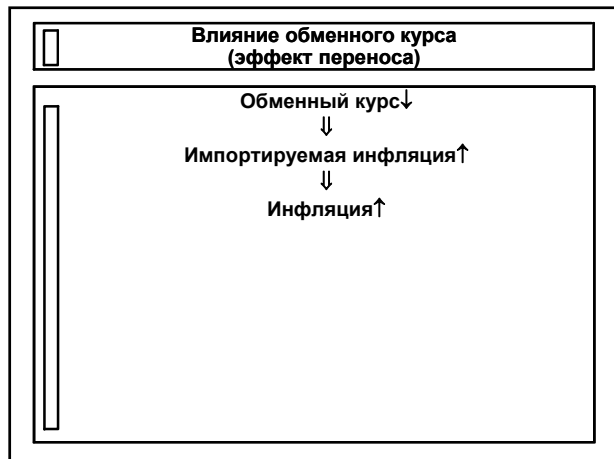 Влияние обменного курса
(эффект переноса)
Обменный курс↓
⇓
Импортируемая инфляция↑
⇓
Инфляция↑